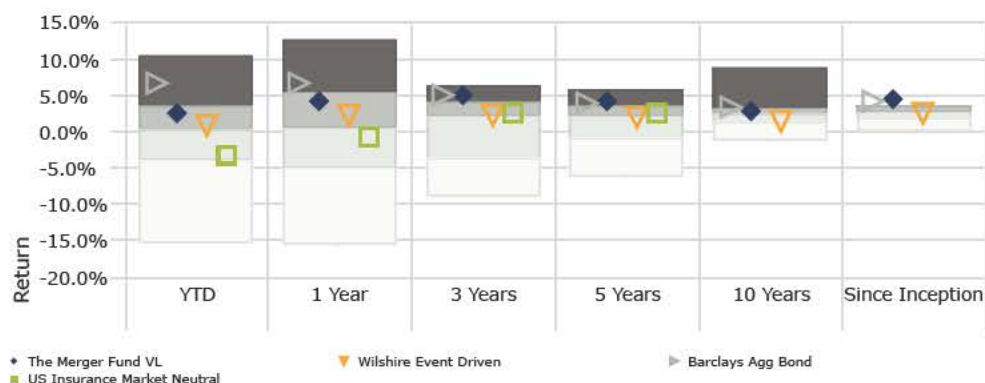 15.0%
10.0%
5.0%
0.0%
-5.0%
-10.0%
-15.0%
-20.0%
Return
YTD 1 Year 3 Years 5 Years 10 Years Since Inception
The Merger Fund VL Wilshire Event Driven Barclays Agg Bond
US Insurance Market Neutral